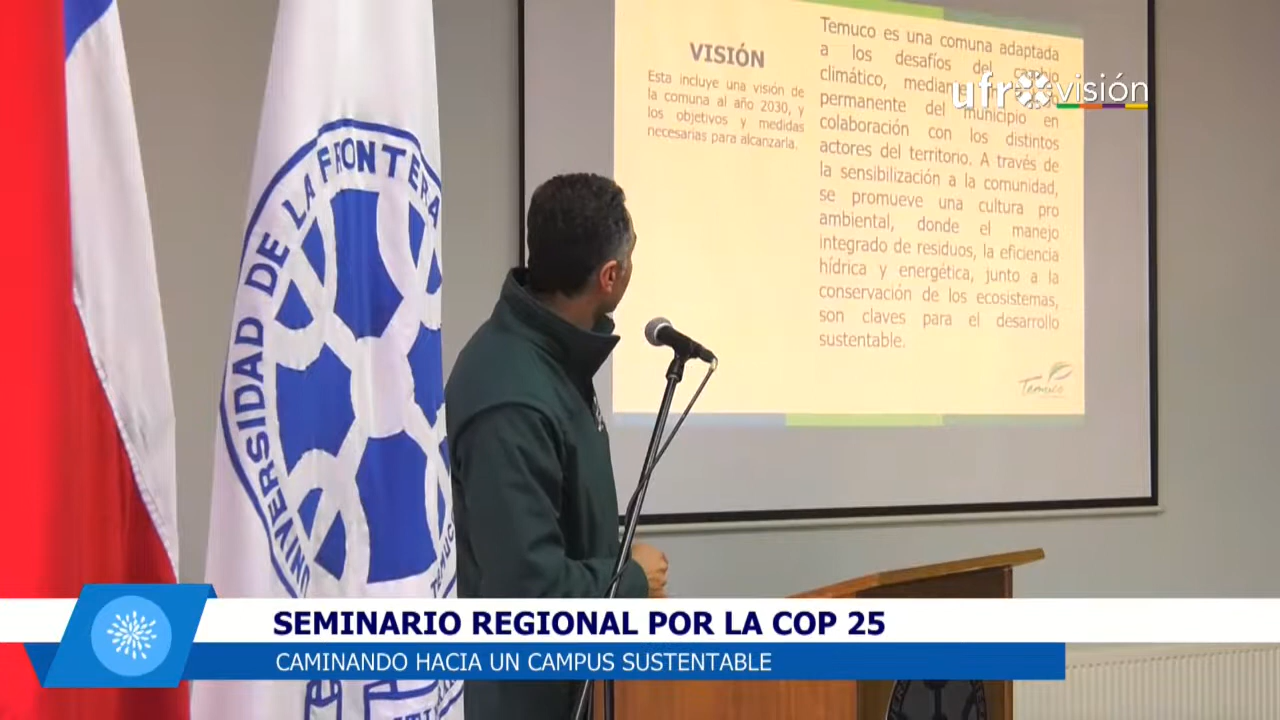 VISIÓN
Esta incluye una visión de
la comuna al año 2030, y
los objetivos y medidas
necesarias para alcanzarla.
Temuco es una comuna adaptada
a los desafíos del cambio
climático,
permanente del municipio en
colaboración con los distintos
actores del territorio. A través de
la sensibilización a la comunidad,
se promueve una cultura pro
ambiental, donde el manejo
integrado de residuos, la eficiencia
hídrica y energética, junto a la
conservación de los ecosistemas,
son claves para el desarrollo
sustentable.
Temuco
ufro visión
UNIVERSIDAD DE LA FRONTERA
TEMUC
SEMINARIO REGIONAL POR LA COP 25
CAMINANDO HACIA UN CAMPUS SUSTENTABLE